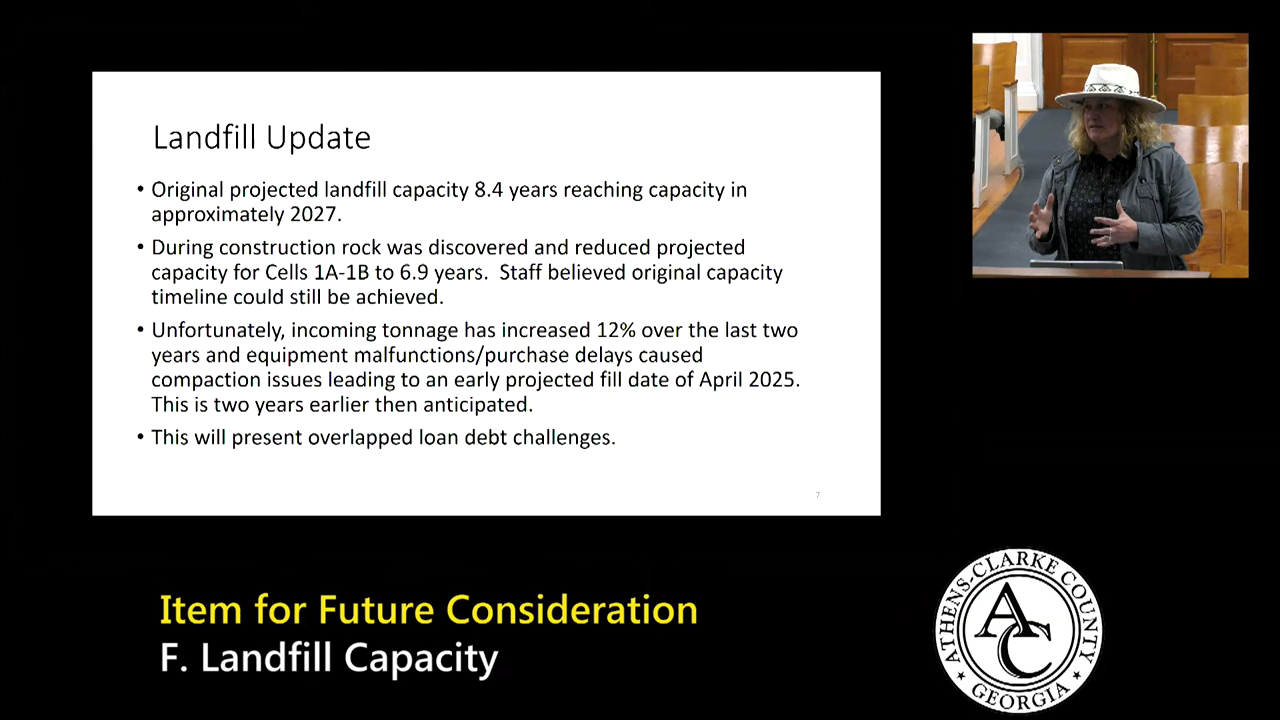 Landfill Update
• Original projected landfill capacity 8.4 years reaching capacity in
approximately 2027.
• During construction rock was discovered and reduced projected
capacity for Cells 1A-1B to 6.9 years.  Staff believed original capacity
timeline could still be achieved.
• Unfortunately, incoming tonnage has increased 12% over the last two
years and equipment malfunctions/purchase delays caused
compaction issues leading to an early projected fill date of April 2025.
This is two years earlier then anticipated.
• This will present overlapped loan debt challenges.
7
Item for Future Consideration
F. Landfill Capacity
ATHENS-CLARKE COUNTY
AC
GEORGIA